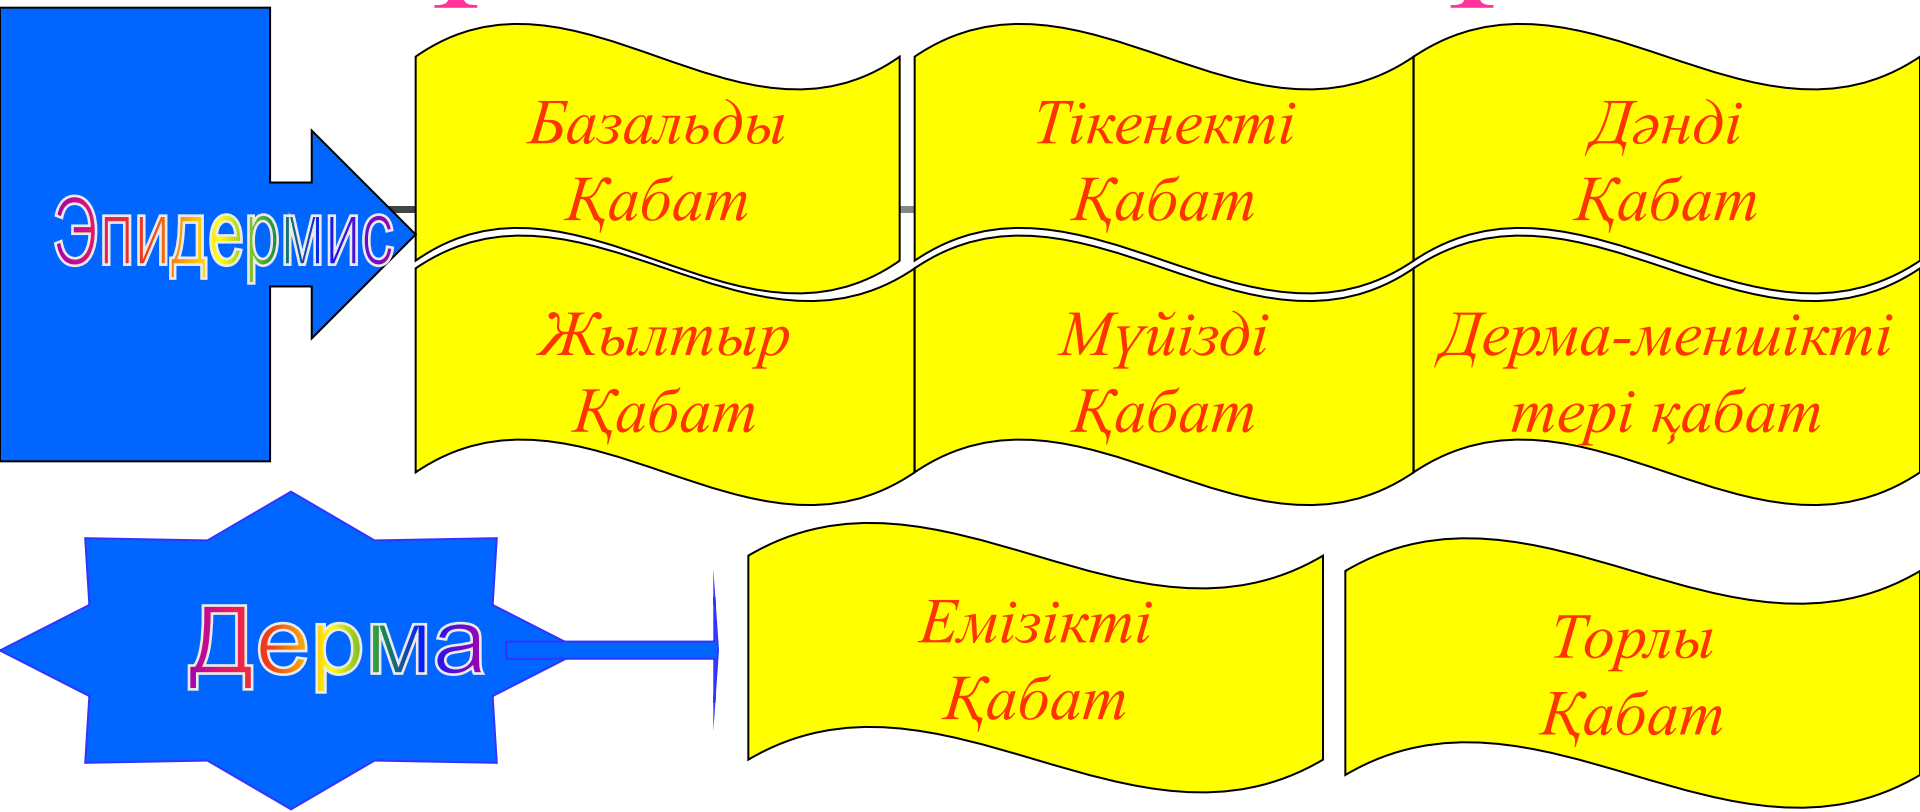 Эпидермис
Базальды
Қабат
Тікенекті
Қабат
Дәнді
Қабат
Жылтыр
Қабат
Мүйізді
Қабат
Дерма-меншікті
тері қабат
Дерма
Емізікті
Қабат
Торлы
Қабат